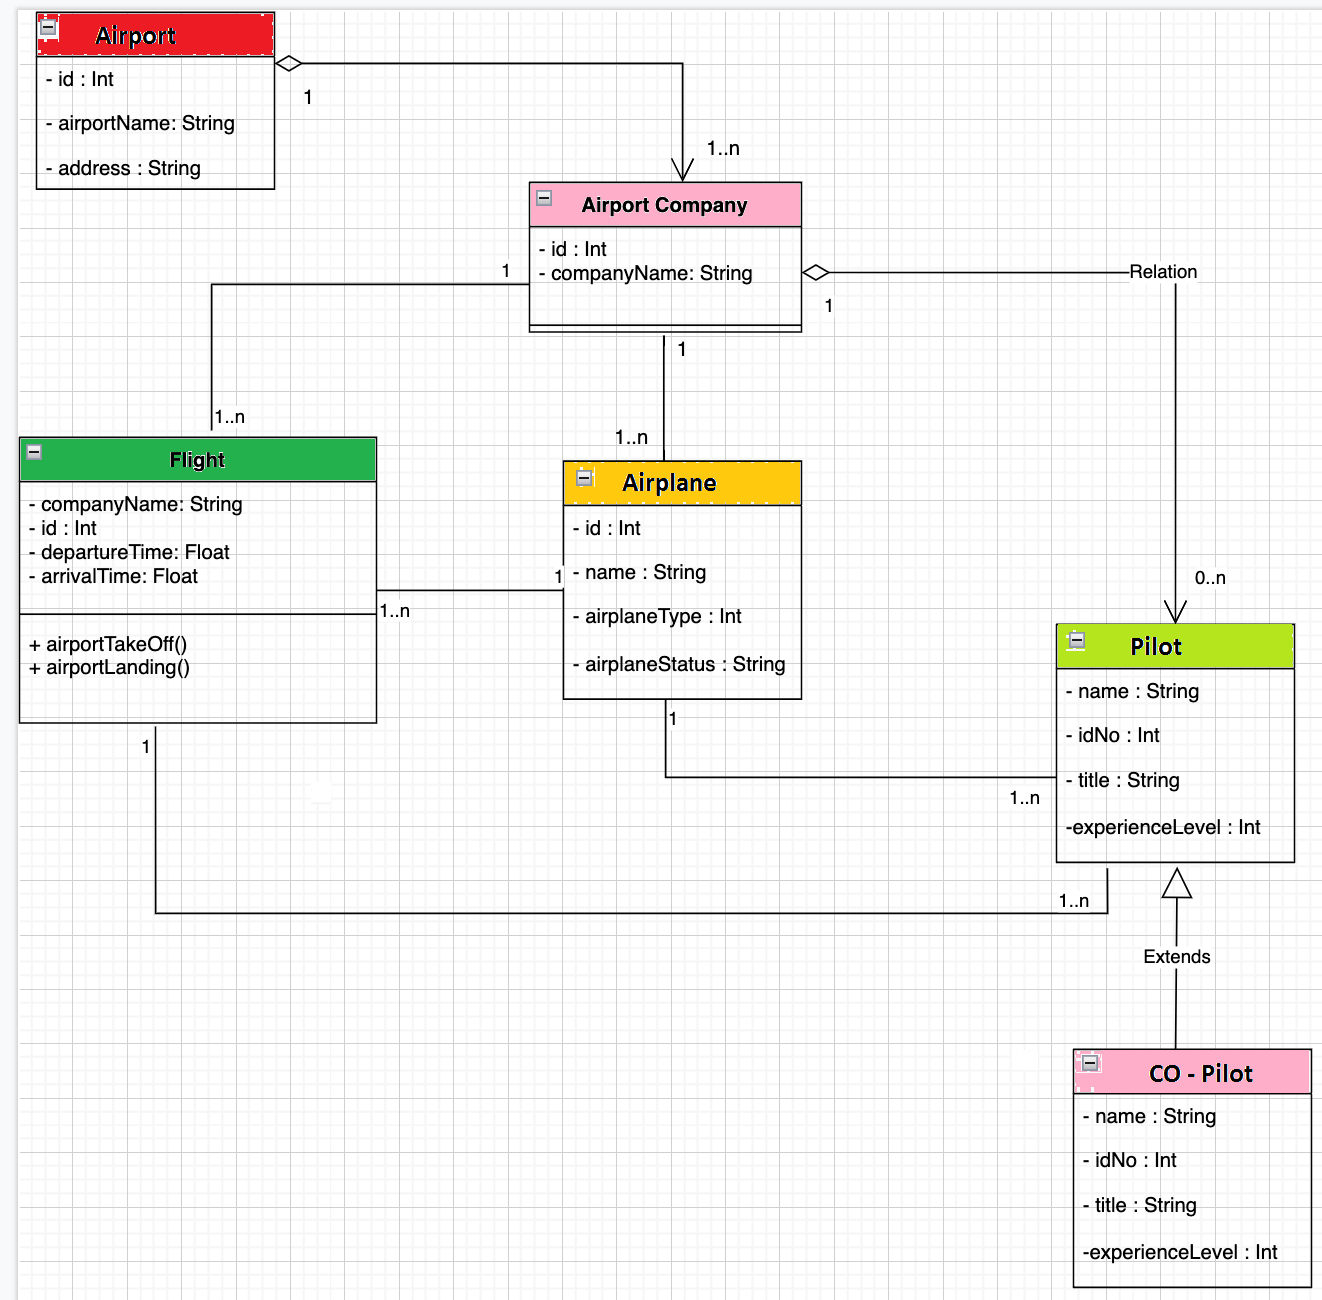 Airport
- id : Int
- airportName: String
- address : String
1
1..n
Airport Company
- id : Int
- companyName: String
1
1
Relation
1
1..n
1..n
Flight
- companyName: String
- id : Int
- departureTime: Float
- arrivalTime: Float
+ airportTakeOff()
+ airportLanding()
Airplane
- id : Int
- name : String
- airplaneType : Int
- airplaneStatus : String
1
1..n
0..n
Pilot
- name : String
- idNo : Int
- title : String
-experienceLevel : Int
1
1..n
1
1..n
Extends
CO - Pilot
- name : String
- idNo : Int
- title : String
-experienceLevel : Int